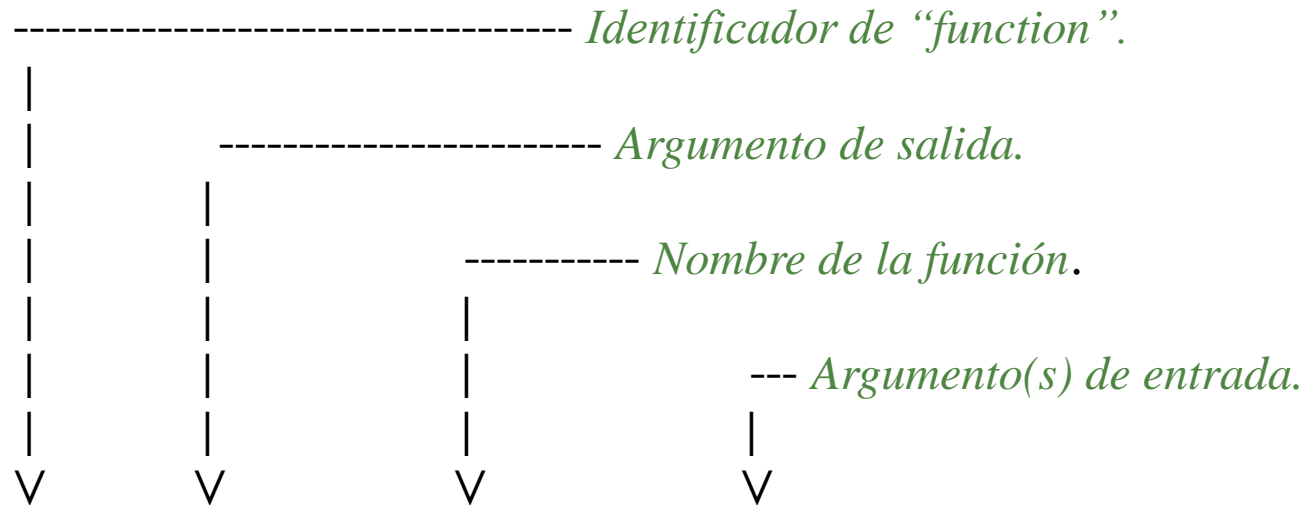 ----------------------------------- Identificador de “function”.
|
| ------------------------ Argumento de salida.
| |
| | ----------- Nombre de la función.
| | |
| | | --- Argumento(s) de entrada.
| | | |
V V V V